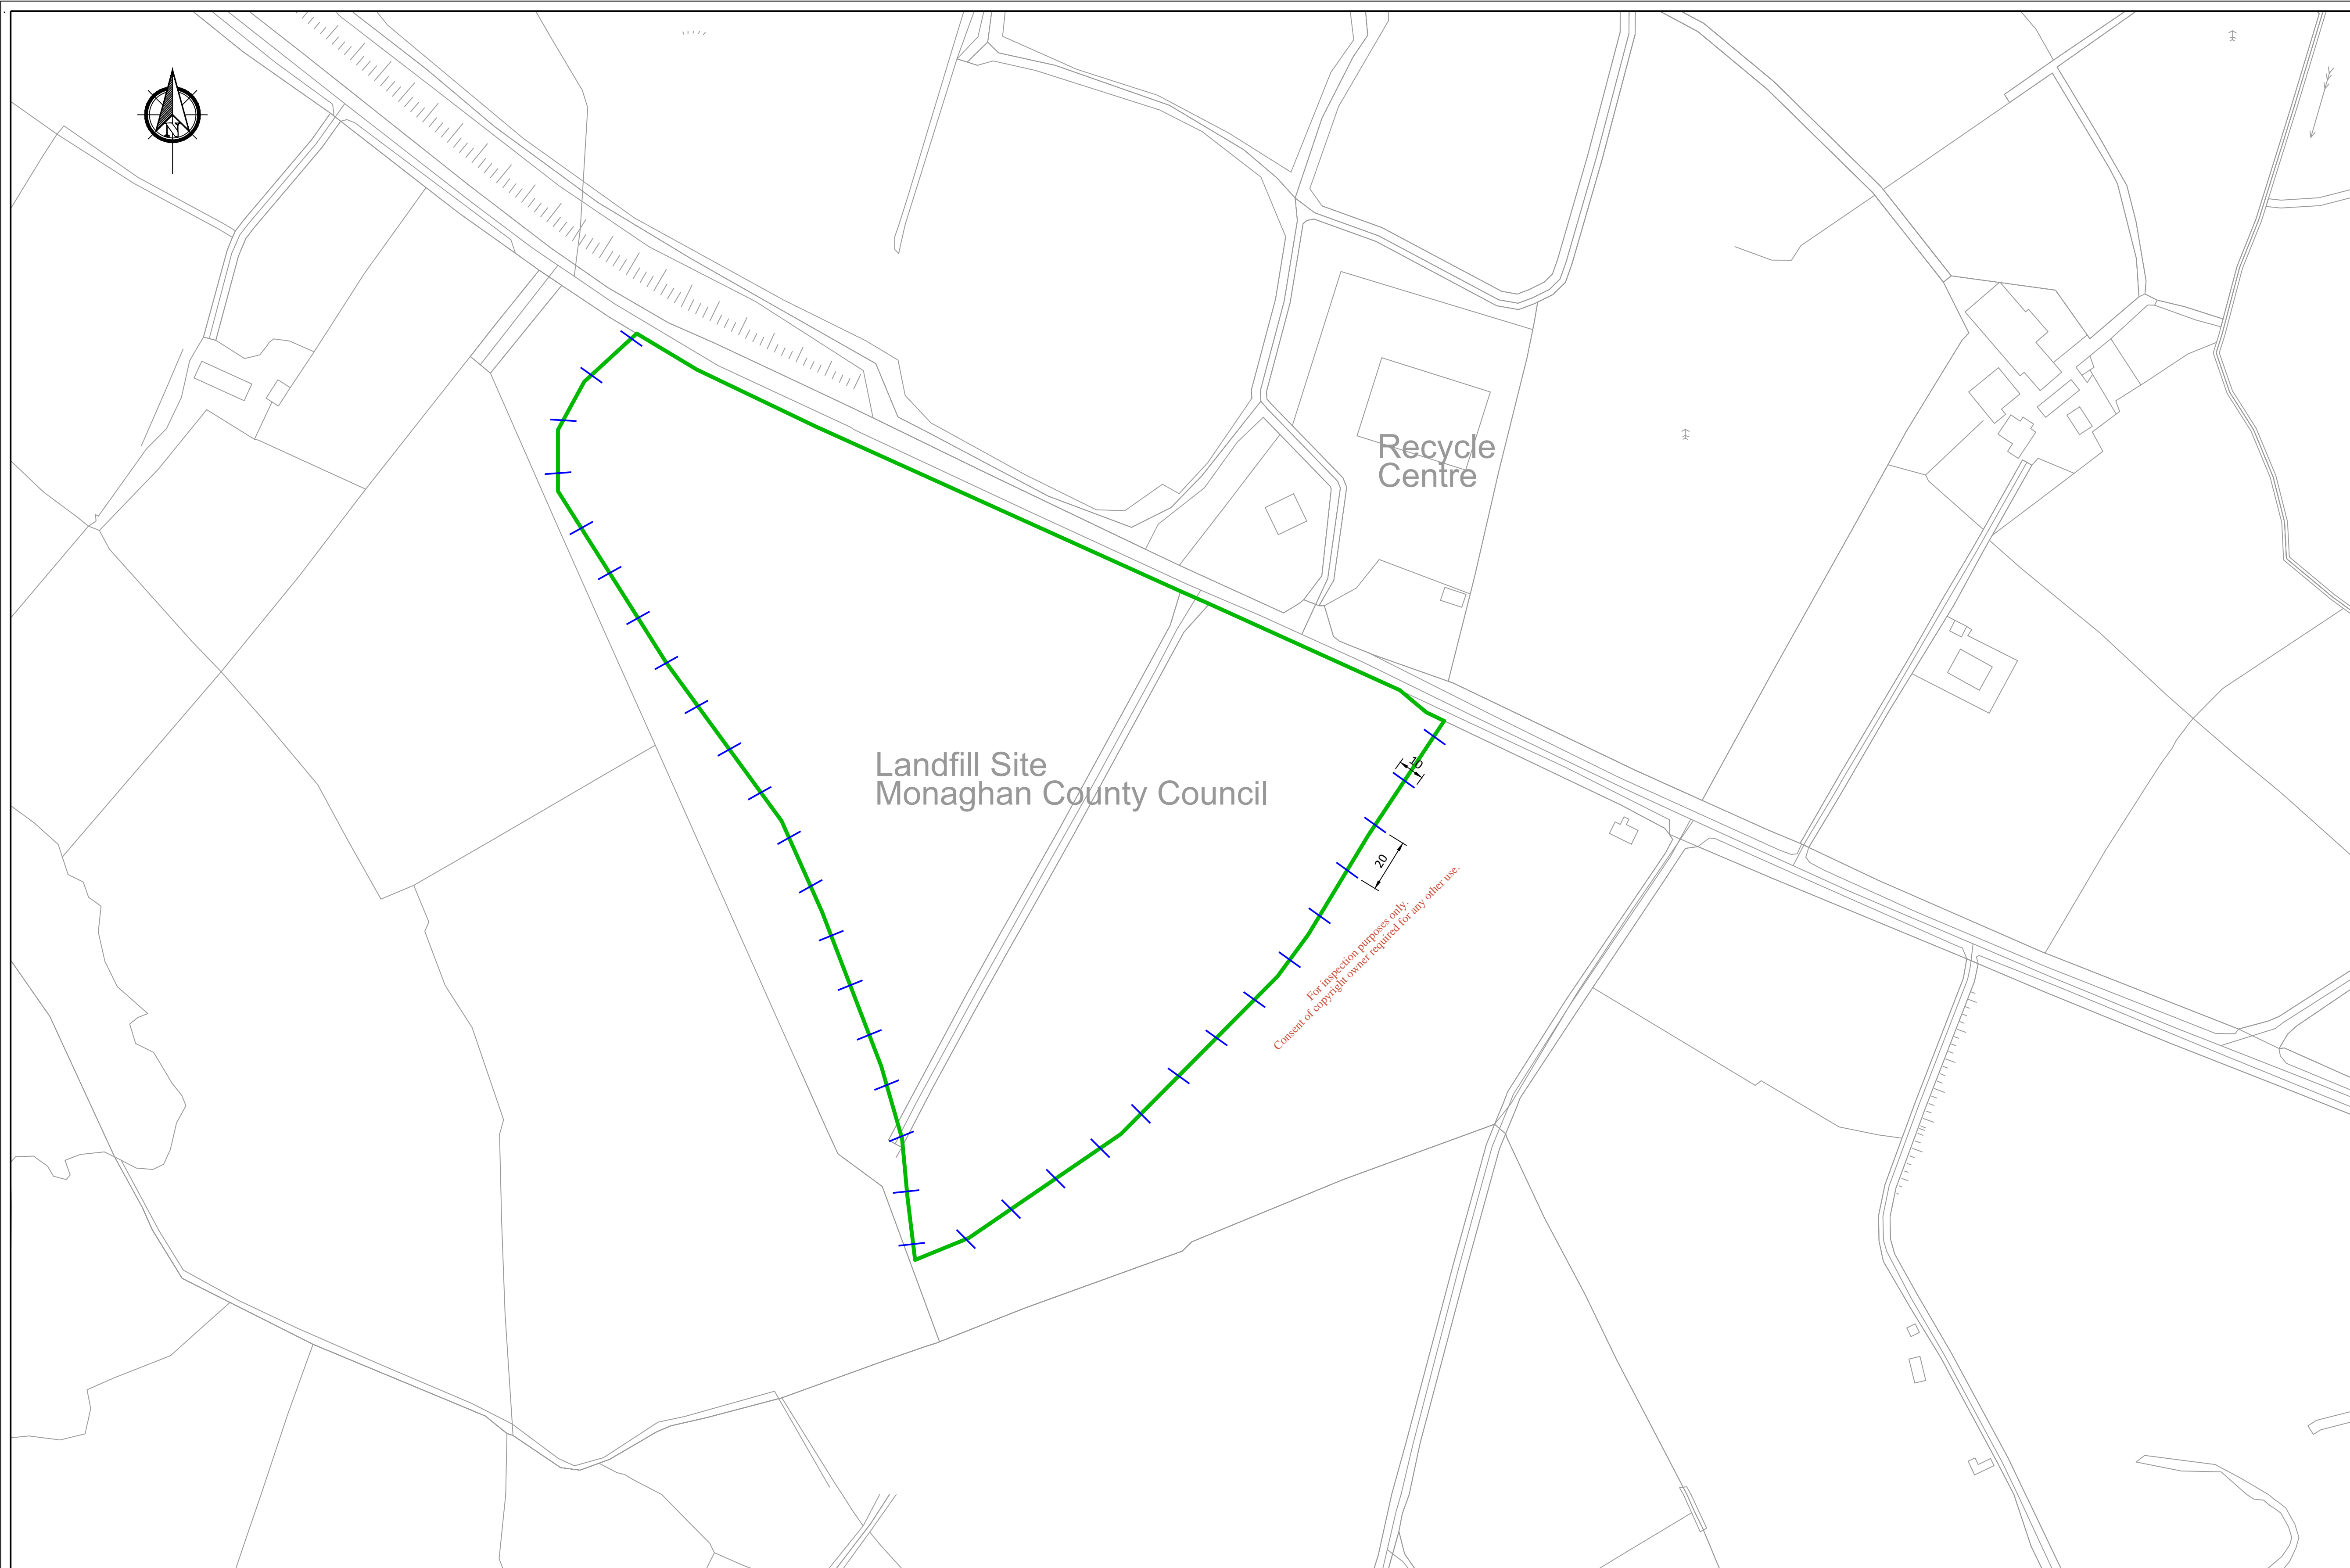 N
Recycle
Centre
Landfill Site
Monaghan County Council
10
20
For inspection purposes only.
Consent of copyright owner required for any other use.